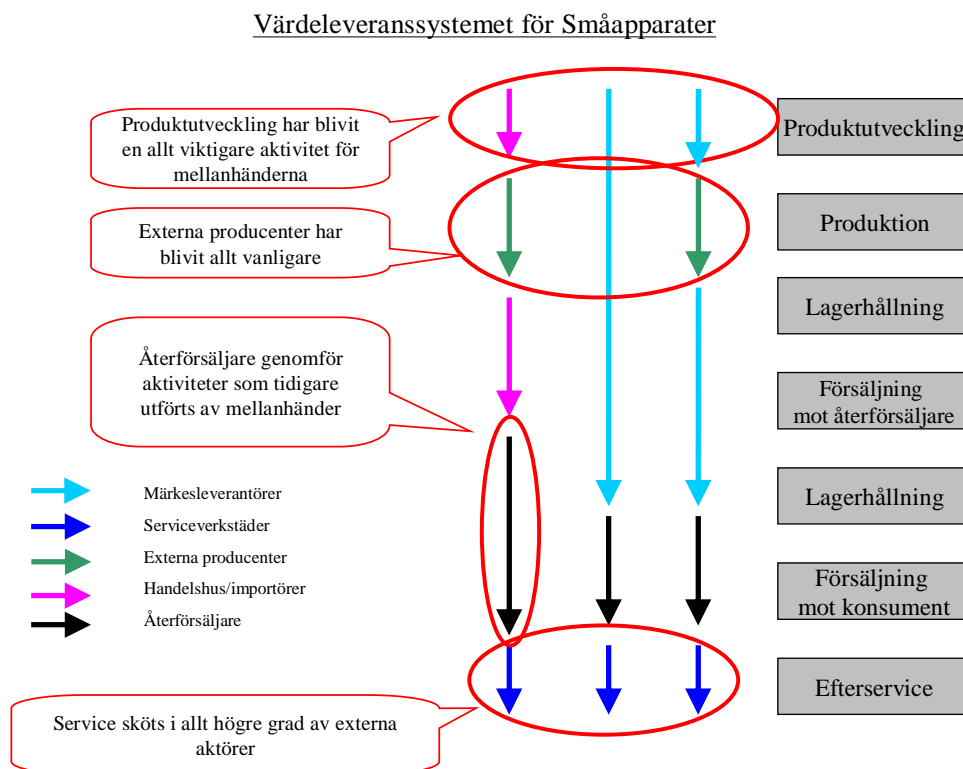 Värdeleveranssystemet för Småapparater
Produktutveckling har blivit
en allt viktigare aktivitet för
mellanhänderna
Externa producenter har
blivit allt vanligare
Återförsäljare genomför
aktiviteter som tidigare
utförts av mellanhänder
Märkesleverantörer
Serviceverkstäder
Externa producenter
Handelshus/importörer
Återförsäljare
Service sköts i allt högre grad av externa
aktörer
Produktutveckling
Produktion
Lagerhållning
Försäljning
mot återförsäljare
Lagerhållning
Försäljning
mot konsument
Efterservice